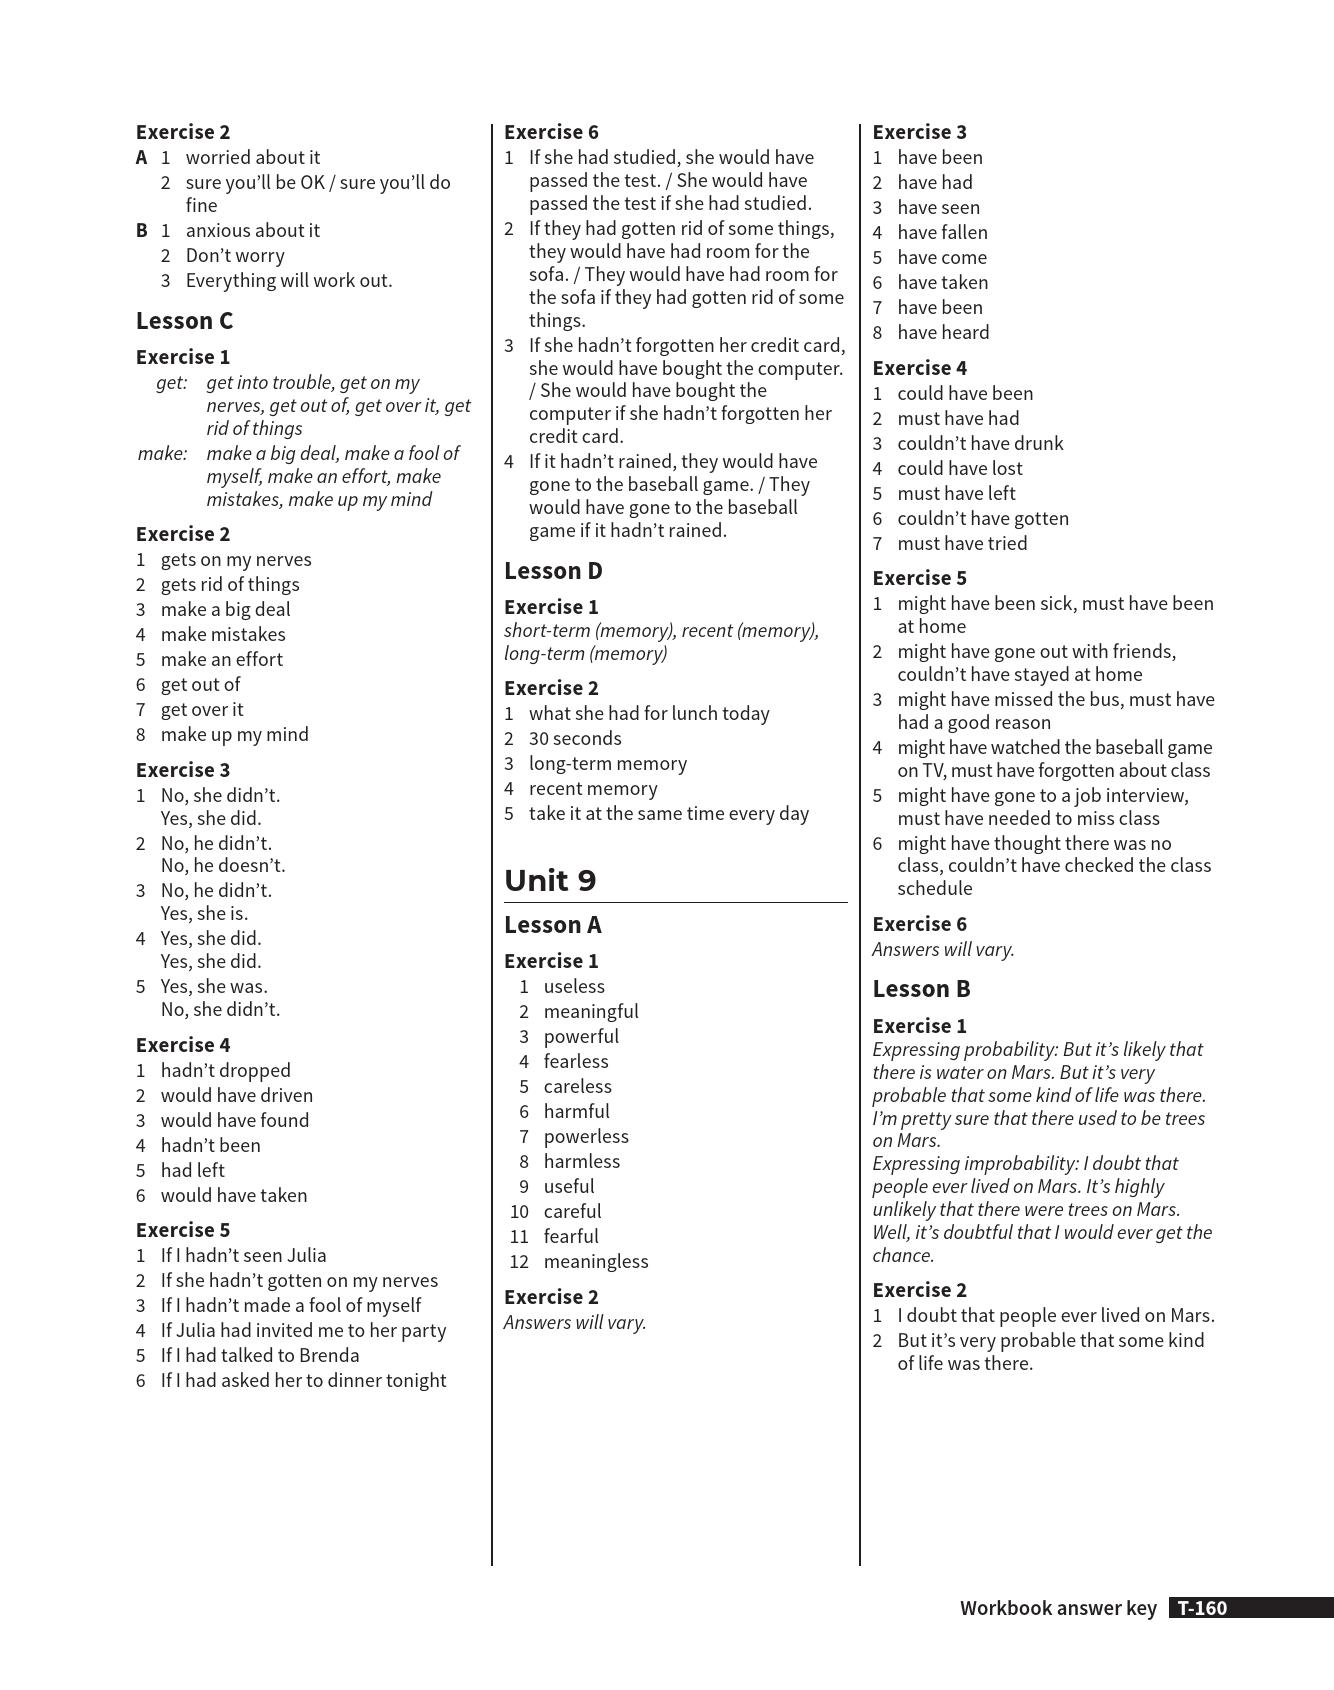 Exercise 2
A 1 worried about it
2 sure you’ll be OK / sure you’ll do
fine
B 1 anxious about it
2 Don’t worry
3 Everything will work out.
Lesson C
Exercise 1
get: get into trouble, get on my
nerves, get out of, get over it, get
rid of things
make: make a big deal, make a fool of
myself, make an effort, make
mistakes, make up my mind
Exercise 2
1 gets on my nerves
2 gets rid of things
3 make a big deal
4 make mistakes
5 make an effort
6 get out of
7 get over it
8 make up my mind
Exercise 3
1 No, she didn’t.
Yes, she did.
2 No, he didn’t.
No, he doesn’t.
3 No, he didn’t.
Yes, she is.
4 Yes, she did.
Yes, she did.
5 Yes, she was.
No, she didn’t.
Exercise 4
1 hadn’t dropped
2 would have driven
3 would have found
4 hadn’t been
5 had left
6 would have taken
Exercise 5
1 If I hadn’t seen Julia
2 If she hadn’t gotten on my nerves
3 If I hadn’t made a fool of myself
4 If Julia had invited me to her party
5 If I had talked to Brenda
6 If I had asked her to dinner tonight
Exercise 6
1 If she had studied, she would have
passed the test. / She would have
passed the test if she had studied.
2 If they had gotten rid of some things,
they would have had room for the
sofa. / They would have had room for
the sofa if they had gotten rid of some
things.
3 If she hadn’t forgotten her credit card,
she would have bought the computer.
/ She would have bought the
computer if she hadn’t forgotten her
credit card.
4 If it hadn’t rained, they would have
gone to the baseball game. / They
would have gone to the baseball
game if it hadn’t rained.
Lesson D
Exercise 1
short-term (memory), recent (memory),
long-term (memory)
Exercise 2
1 what she had for lunch today
2 30 seconds
3 long-term memory
4 recent memory
5 take it at the same time every day
Unit 9
Lesson A
Exercise 1
1 useless
2 meaningful
3 powerful
4 fearless
5 careless
6 harmful
7 powerless
8 harmless
9 useful
10 careful
11 fearful
12 meaningless
Exercise 2
Answers will vary.
Exercise 3
1 have been
2 have had
3 have seen
4 have fallen
5 have come
6 have taken
7 have been
8 have heard
Exercise 4
1 could have been
2 must have had
3 couldn’t have drunk
4 could have lost
5 must have left
6 couldn’t have gotten
7 must have tried
Exercise 5
1 might have been sick, must have been
at home
2 might have gone out with friends,
couldn’t have stayed at home
3 might have missed the bus, must have
had a good reason
4 might have watched the baseball game
on TV, must have forgotten about class
5 might have gone to a job interview,
must have needed to miss class
6 might have thought there was no
class, couldn’t have checked the class
schedule
Exercise 6
Answers will vary.
Lesson B
Exercise 1
Expressing probability: But it’s likely that
there is water on Mars. But it’s very
probable that some kind of life was there.
I’m pretty sure that there used to be trees
on Mars.
Expressing improbability: I doubt that
people ever lived on Mars. It’s highly
unlikely that there were trees on Mars.
Well, it’s doubtful that I would ever get the
chance.
Exercise 2
1 I doubt that people ever lived on Mars.
2 But it’s very probable that some kind
of life was there.
Workbook answer key T-160